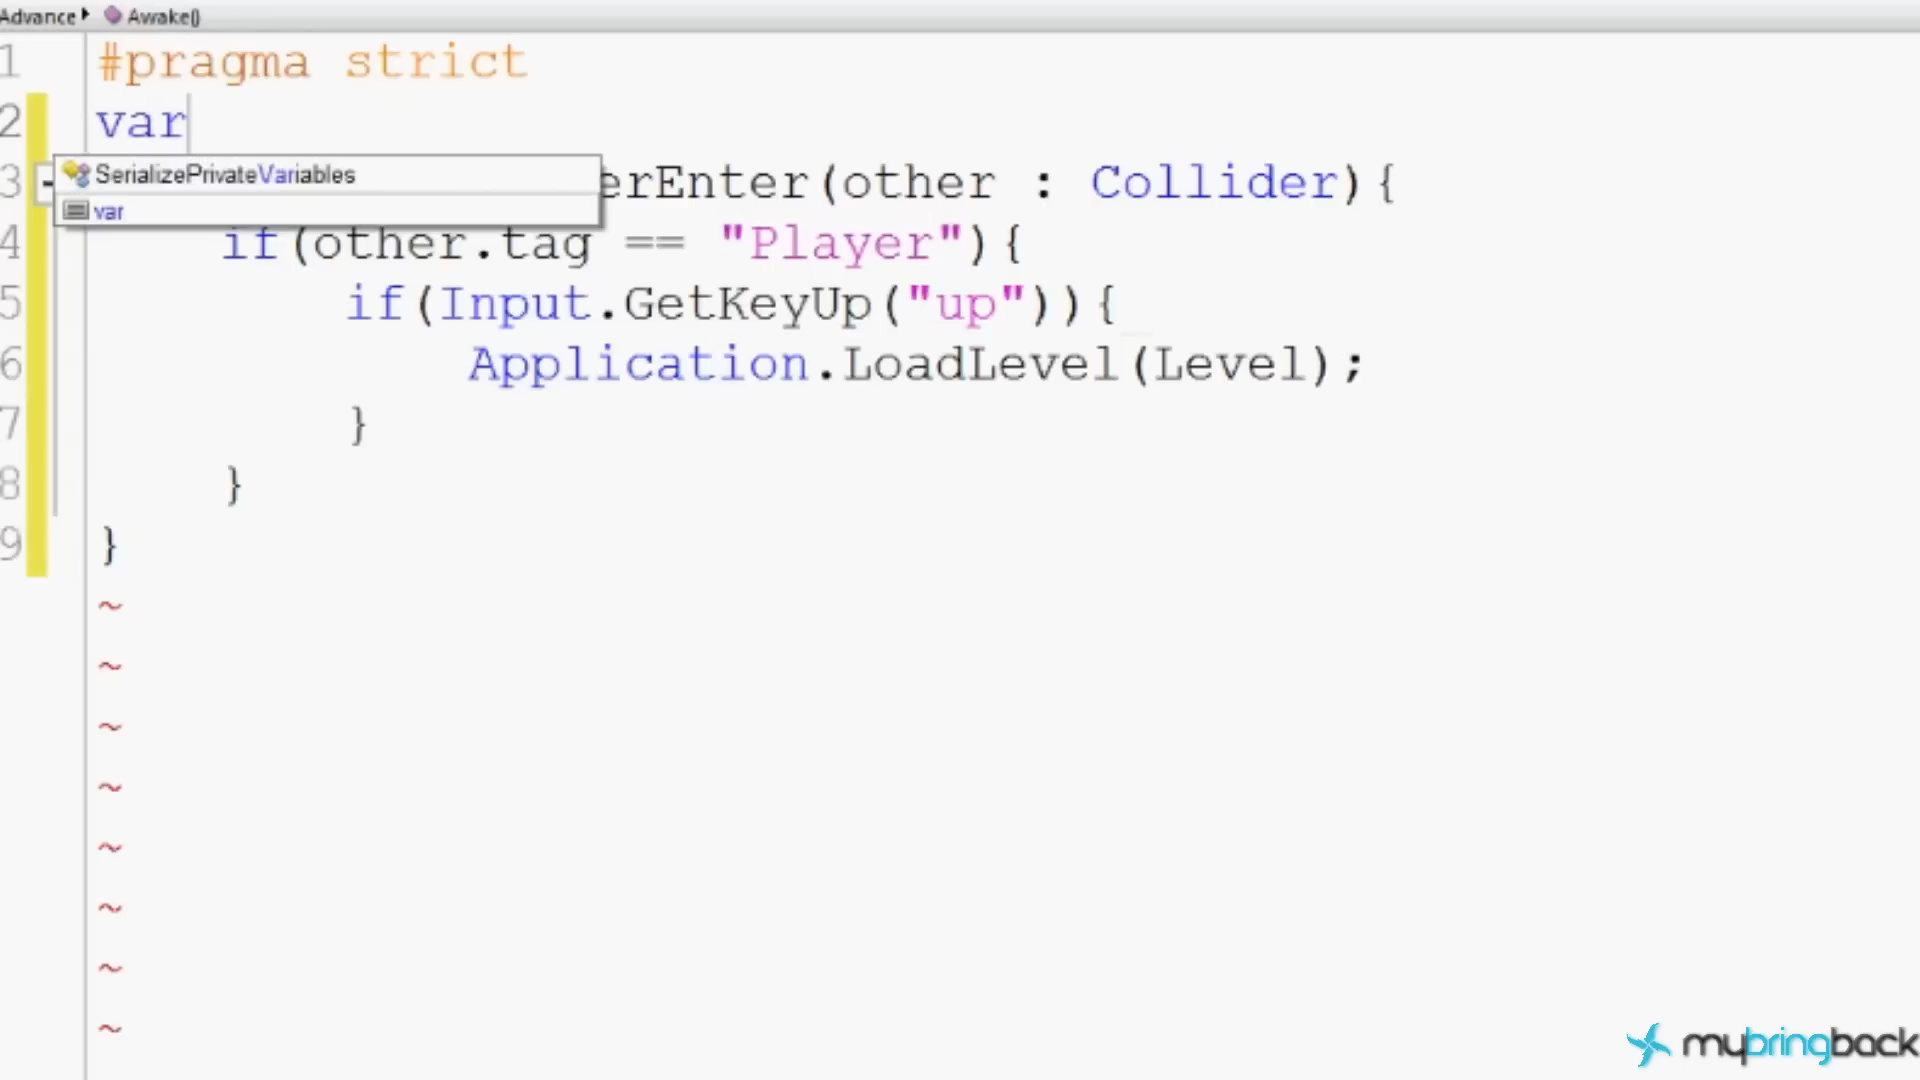 Advance Awake()
1 #pragma strict
2 var
SerializePrivateVariables
var
3 erEnter(other : Collider){
4 if(other.tag == "Player"){
5 if(Input.GetKeyUp("up")){
6 Application.LoadLevel(Level);
7 }
8 }
9 }
~
~
~
~
~
~
~
~
mybringback